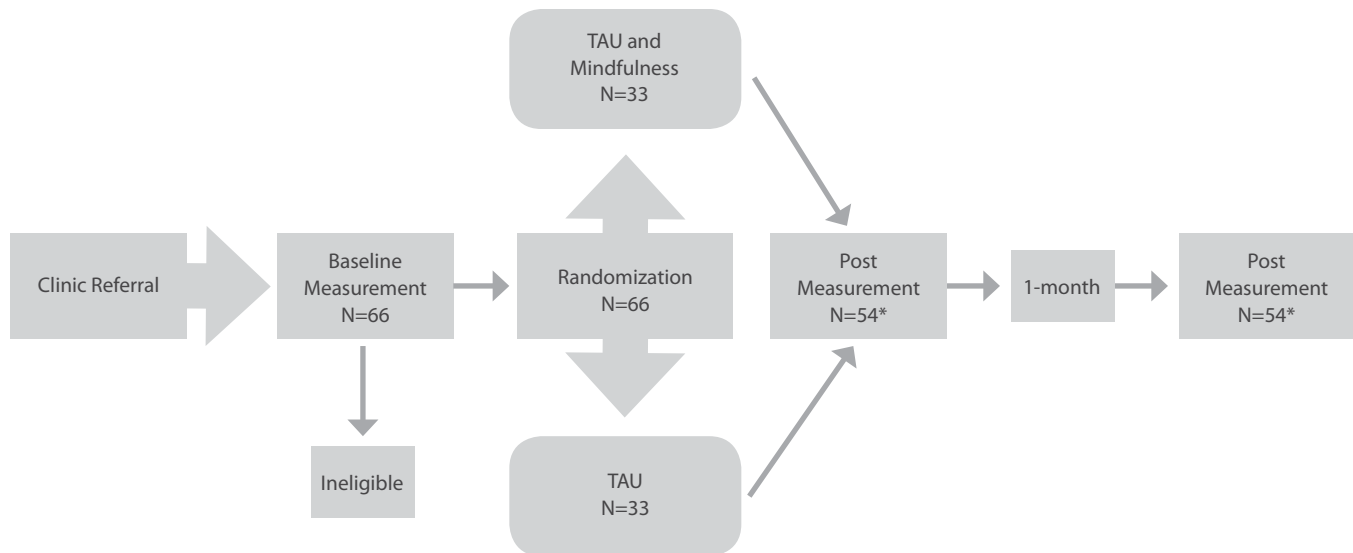 TAU and
Mindfulness
N=33
Clinic Referral
Baseline
Measurement
N=66
Randomization
N=66
Post
Measurement
N=54*
1-month
Post
Measurement
N=54*
Ineligible
TAU
N=33